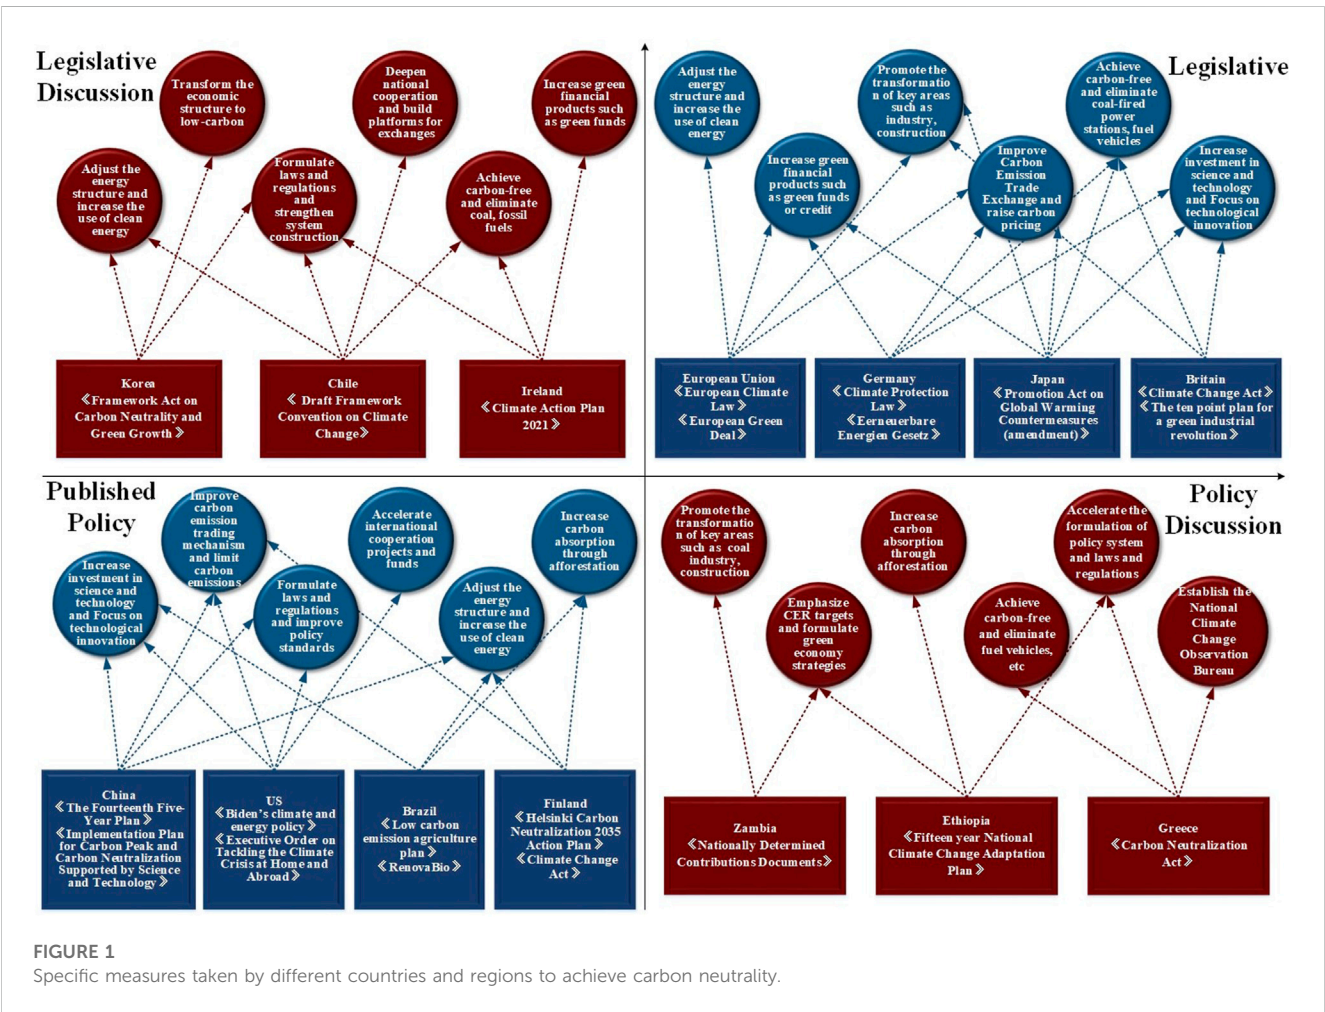 Legislative
Discussion
Transform the
economic
structure to
low-carbon
Deepen
national
cooperation
and build
platforms for
exchanges
Increase green
financial
products such
as green funds
Adjust the
energy
structure and
increase the
use of clean
energy
Formulate
laws and
regulations
and
strengthen
system
construction
Achieve
carbon-free
and eliminate
coal, fossil
fuels
Korea
《Framework Act on
Carbon Neutrality and
Green Growth》
Chile
《 Draft Framework
Convention on Climate
Change》
Ireland
《Climate Action Plan
2021》
Legislative
Adjust the
energy
structure and
increase the
use of clean
energy
Promote the
transformatio
n of key areas
such as
industry,
construction
Achieve
carbon-free
and eliminate
coal-fired
power
stations, fuel
vehicles
Increase green
financial
products such
as green funds
or credit
Improve
Carbon
Emission
Trade
Exchange and
raise carbon
pricing
Increase
investment in
science and
technology
and Focus on
technological
innovation
European Union
《European Climate
Law》
《European Green
Deal》
Germany
《Climate Protection
Law》
《Eerneuerbare
Energien Gesetz》
Japan
《Promotion Act on
Global Warming
Countermeasures
(amendment)》
Britain
《Climate Change Act》
《The ten point plan for
a green industrial
revolution》
Published
Policy
Improve
carbon
emission
trading
mechanism
and limit
carbon
emissions
Accelerate
international
cooperation
projects and
funds
Increase
carbon
absorption
through
afforestation
Increase
investment in
science and
technology
and Focus on
technological
innovation
Formulate
laws and
regulations
and improve
policy
standards
Adjust the
energy
structure and
increase the
use of clean
energy
China
《The Fourteenth Five-
Year Plan》
《Implementation Plan
for Carbon Peak and
Carbon Neutralization
Supported by Science
and Technology》
US
《Biden's climate and
energy policy》
《Executive Order on
Tackling the Climate
Crisis at Home and
Abroad》
Brazil
《Low carbon
emission agriculture
plan》
《RenovaBio》
Finland
《Helsinki Carbon
Neutralization 2035
Action Plan》
《Climate Change
Act》
Policy
Discussion
Promote the
transformatio
n of key areas
such as coal
industry,
construction
Increase
carbon
absorption
through
afforestation
Accelerate the
formulation of
policy system
and laws and
regulations
Emphasize
CER targets
and formulate
green
economy
strategies
Achieve
carbon-free
and eliminate
fuel vehicles,
etc
Establish the
National
Climate
Change
Observation
Bureau
Zambia
《Nationally Determined
Contributions Documents》
Ethiopia
《Fifteen year National
Climate Change Adaptation
Plan》
Greece
《Carbon Neutralization
Act》
FIGURE 1
Specific measures taken by different countries and regions to achieve carbon neutrality.